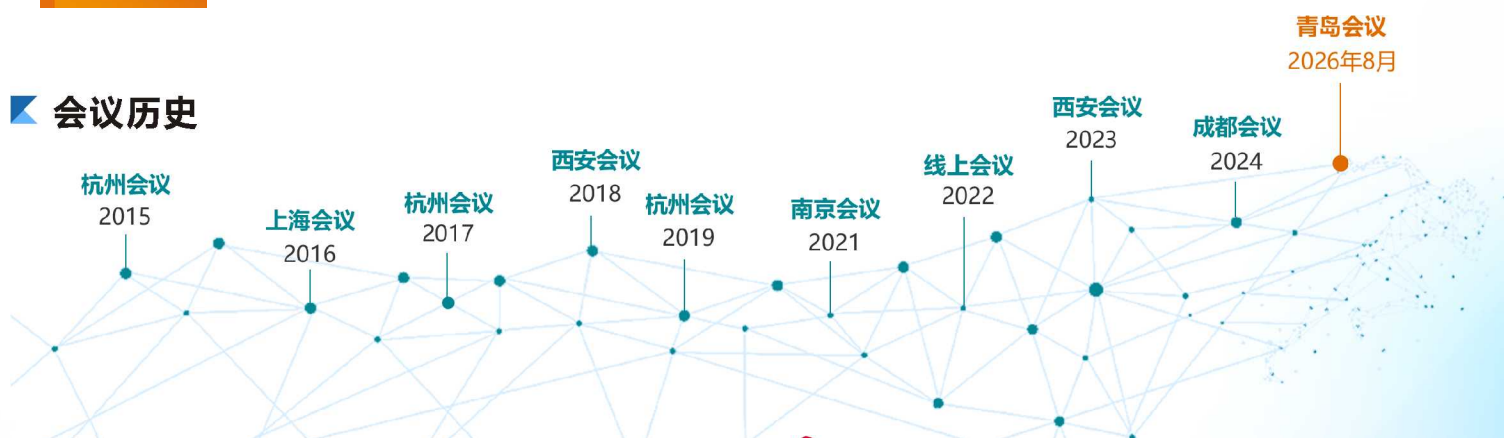 会议历史
杭州会议
2015
上海会议
2016
杭州会议
2017
西安会议
2018
杭州会议
2019
南京会议
2021
线上会议
2022
西安会议
2023
成都会议
2024
青岛会议
2026年8月